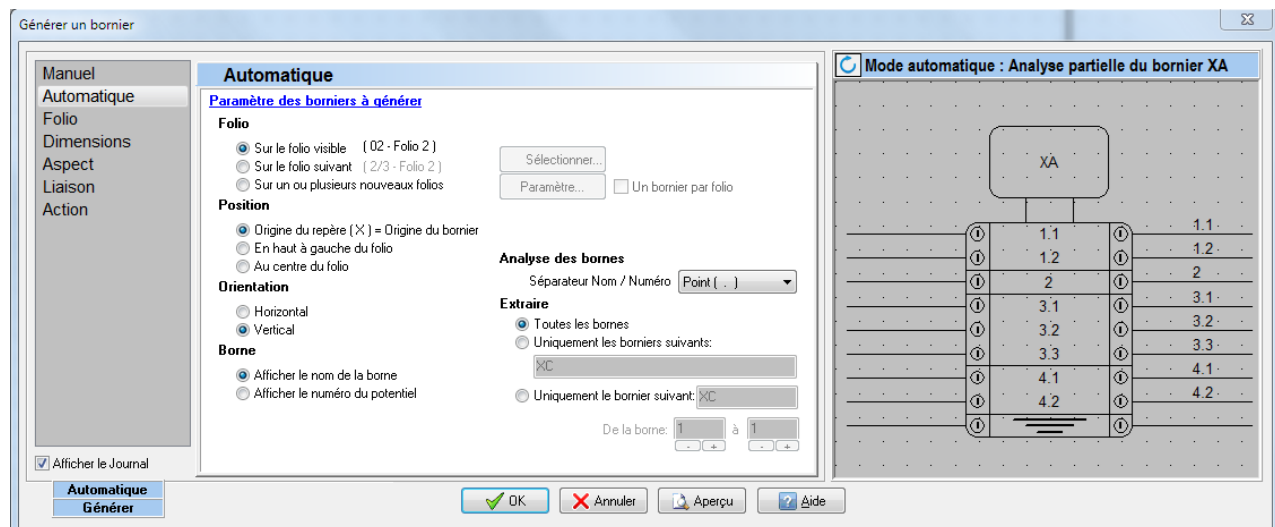 Générer un bornier
Manuel
Automatique
Folio
Dimensions
Aspect
Liaison
Action
Afficher le Journal
Automatique
Générer
Automatique
Paramètre des borniers à générer
Folio
Sur le folio visible ( 02 - Folio 2 )
Sur le folio suivant ( 2/3 - Folio 2 )
Sur un ou plusieurs nouveaux folios
Sélectionner...
Paramètre...
Un bornier par folio
Position
Origine du repère ( X ) = Origine du bornier
En haut à gauche du folio
Au centre du folio
Orientation
Horizontal
Vertical
Borne
Afficher le nom de la borne
Afficher le numéro du potentiel
Analyse des bornes
Séparateur Nom / Numéro Point ( . )
Extraire
Toutes les bornes
Uniquement les borniers suivants:
XC
Uniquement le bornier suivant: XC
De la borne: 1 à 1
- + - +
OK
Annuler
Aperçu
Aide
Mode automatique : Analyse partielle du bornier XA
XA
1.1 1.1
1.2 1.2
2 2
3.1 3.1
3.2 3.2
3.3 3.3
4.1 4.1
4.2 4.2